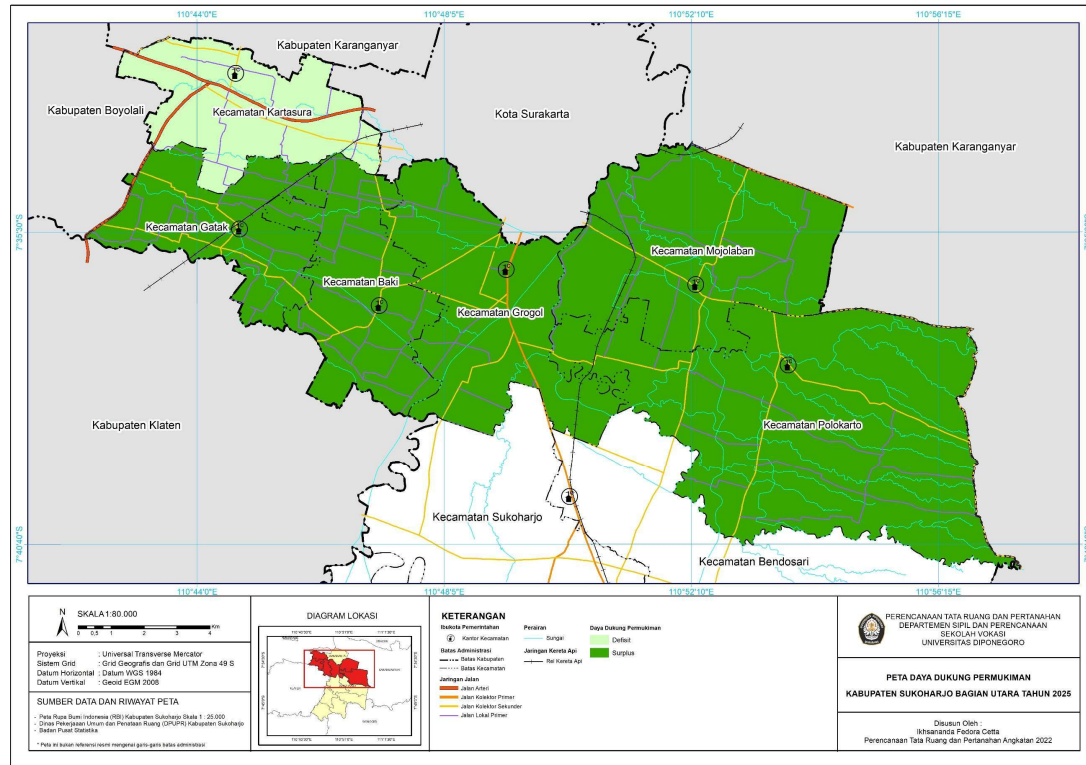 110°44'0"E 110°48'5"E 110°52'10"E 110°56'15"E
Kabupaten Karanganyar
Kabupaten Boyolali
Kecamatan Kartasura
Kota Surakarta
Kabupaten Karanganyar
7°35'30"S
Kecamatan Gatak
Kecamatan Mojolaban
Kecamatan Baki
Kecamatan Grogol
Kabupaten Klaten
Kecamatan Polokarto
Kecamatan Sukoharjo
7°40'40"S
Kecamatan Bendosari
110°44'0"E 110°48'5"E 110°52'10"E 110°56'15"E
N
SKALA 1:80.000
0 0,5 1 2 3 4
Km
Proyeksi : Universal Transverse Mercator
Sistem Grid : Grid Geografis dan Grid UTM Zona 49 S
Datum Horizontal : Datum WGS 1984
Datum Vertikal : Geoid EGM 2008
SUMBER DATA DAN RIWAYAT PETA
- Peta Rupa Bumi Indonesia (RBI) Kabupaten Sukoharjo Skala 1 : 25.000
- Dinas Pekerjaan Umum dan Penataan Ruang (DPUPR) Kabupaten Sukoharjo
- Badan Pusat Statistika
* Peta ini bukan referensi resmi mengenai garis-garis batas administrasi
DIAGRAM LOKASI
KETERANGAN
Ibukota Pemerintahan
Kantor Kecamatan
Batas Administrasi
Batas Kabupaten
Batas Kecamatan
Jaringan Jalan
Jalan Arteri
Jalan Kolektor Primer
Jalan Kolektor Sekunder
Jalan Lokal Primer
Perairan
Sungai
Jaringan Kereta Api
Rel Kereta Api
Daya Dukung Permukiman
Defisit
Surplus
PERENCANAAN TATA RUANG DAN PERTANAHAN
DEPARTEMEN SIPIL DAN PERENCANAAN
SEKOLAH VOKASI
UNIVERSITAS DIPONEGORO
PETA DAYA DUKUNG PERMUKIMAN
KABUPATEN SUKOHARJO BAGIAN UTARA TAHUN 2025
Disusun Oleh :
Ikhsananda Fedora Cetta
Perencanaan Tata Ruang dan Pertanahan Angkatan 2022